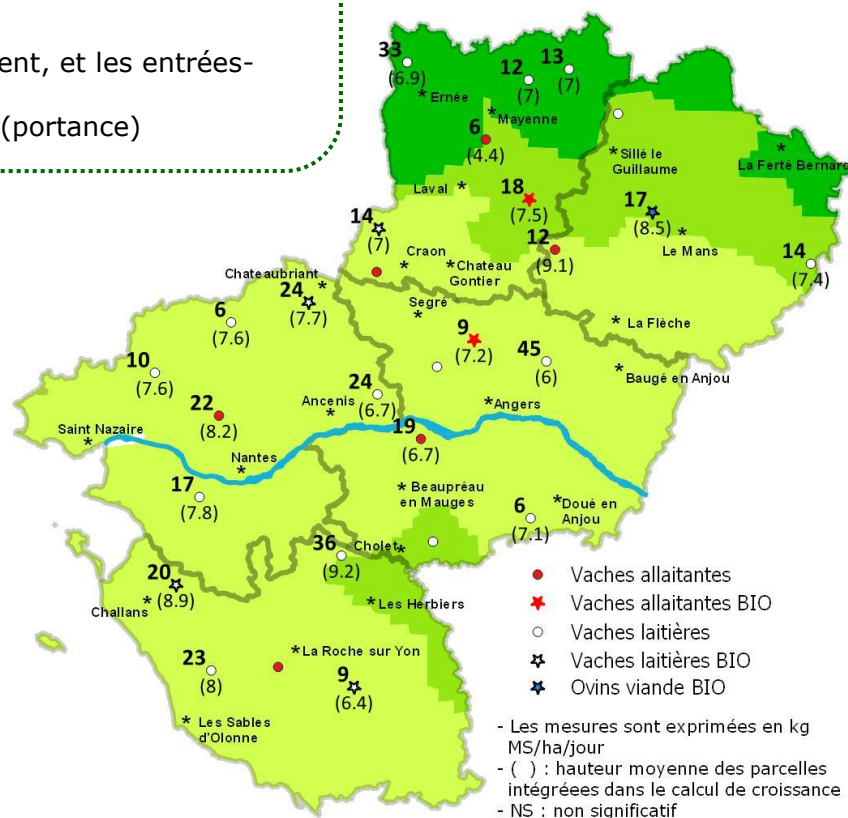 ent, et les entrées-
(portance)
33
(6.9)
12
(7)
13
(7)
* Ernée
* Mayenne
6
(4.4)
* Sillé le
Guillaume
La Ferté Bernard
Laval *
18
(7.5)
17
(8.5)
Le Mans
14
(7)
12
(9.1)
14
(7.4)
Craon
* Chateau
Gontier
Chateaubriant
24
(7.7)
Segré
* La Flèche
6
(7.6)
9
(7.2)
45
(6)
10
(7.6)
* Baugé en Anjou
24
(6.7)
Ancenis
* Angers
22
(8.2)
Saint Nazaire
19
(6.7)
Nantes
17
(7.8)
* Beaupréau
en Mauges
6
(7.1)
* Doué en
Anjou
36
(9.2)
Cholet *
20
(8.9)
Challans
* Les Herbiers
* La Roche sur Yon
23
(8)
9
(6.4)
* Les Sables
d'Olonne
Vaches allaitantes
Vaches allaitantes BIO
Vaches laitières
Vaches laitières BIO
Ovins viande BIO
- Les mesures sont exprimées en kg
MS/ha/jour
- ( ) : hauteur moyenne des parcelles
intégréees dans le calcul de croissance
- NS : non significatif